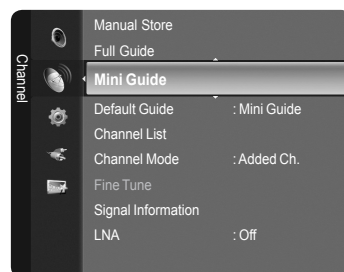 Channel
Manual Store
Full Guide
Mini Guide
Default Guide : Mini Guide
Channel List
Channel Mode : Added Ch.
Fine Tune
Signal Information
LNA : Off